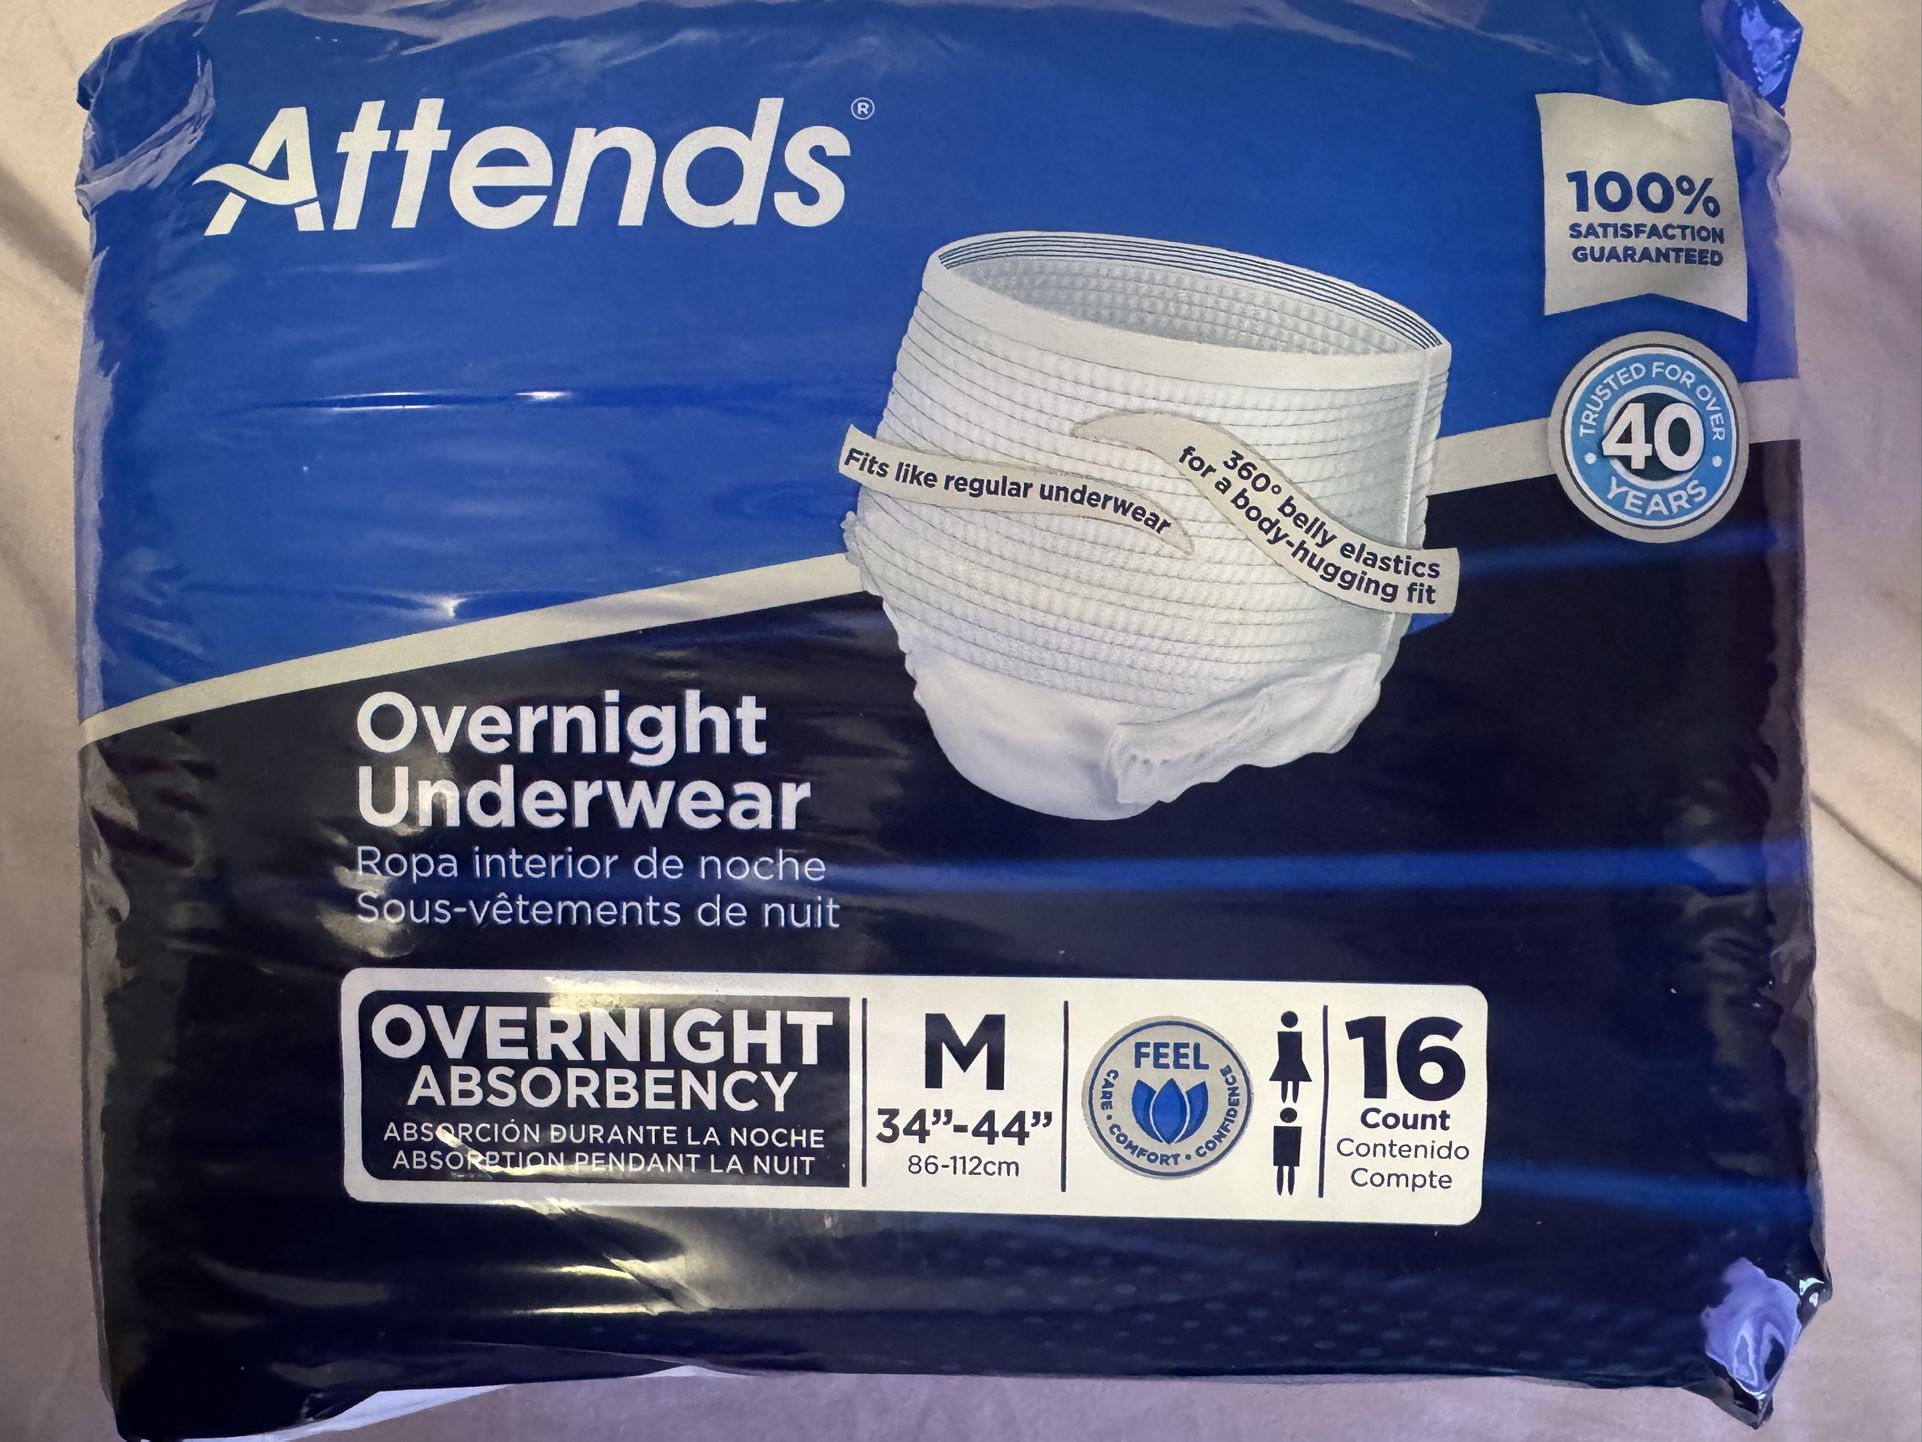 Attends®
100%
SATISFACTION
GUARANTEED
TRUSTED FOR OVER
40
YEARS
Fits like regular underwear
360° belly elastics
for a body-hugging fit
Overnight
Underwear
Ropa interior de noche
Sous-vêtements de nuit
OVERNIGHT
ABSORBENCY
ABSORCIÓN DURANTE LA NOCHE
ABSORPTION PENDANT LA NUIT
M
34”-44”
86-112cm
FEEL
CARE • COMFORT • CONFIDENCE
16
Count
Contenido
Compte